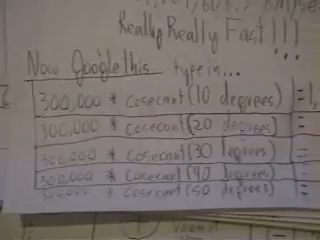 Really Really Fast!!!
Now Google this type in...
300,000 * Cosecant(10 degrees) = 1,
300,000 * Cosecant(20 degrees) =
300,000 * Cosecant(30 degrees) =
300,000 * Cosecant(40 degrees) =
300,000 * Cosecant(50 degrees) =